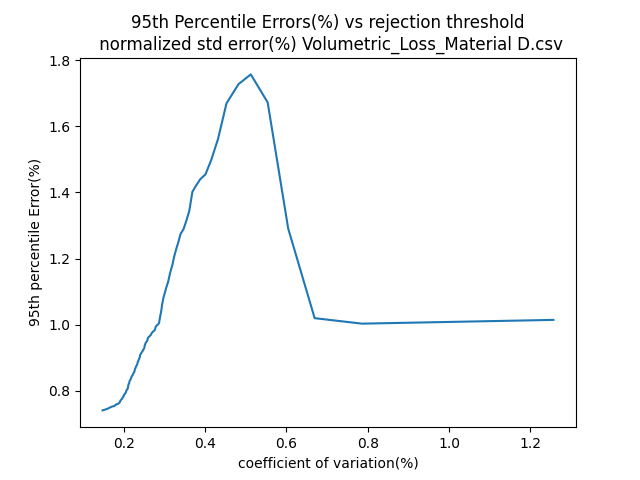 95th Percentile Errors(%) vs rejection threshold
normalized std error(%) Volumetric_Loss_Material D.csv
1.8
1.6
1.4
1.2
1.0
0.8
95th percentile Error(%)
0.2 0.4 0.6 0.8 1.0 1.2
coefficient of variation(%)